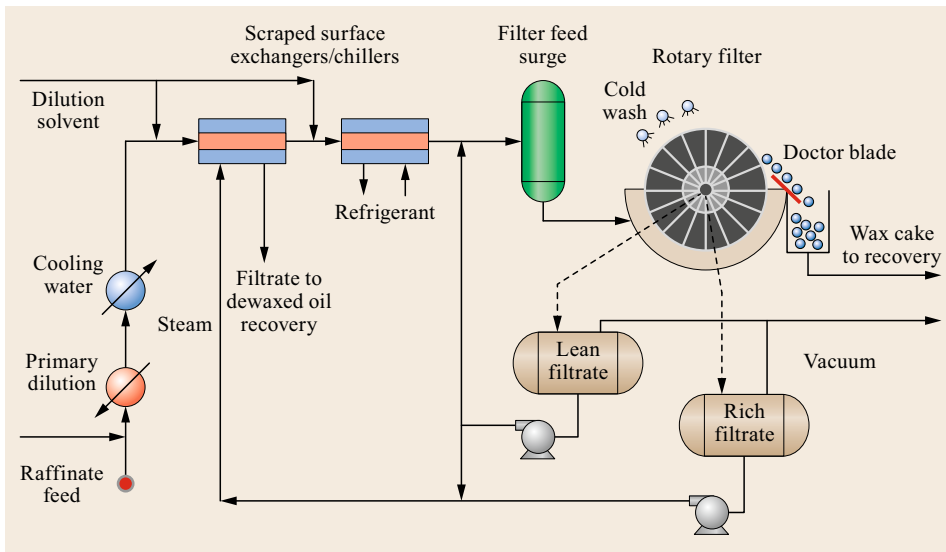 Scraped surface
exchangers/chillers
Filter feed
surge
Rotary filter
Dilution
solvent
Cold
wash
Doctor blade
Refrigerant
Wax cake
to recovery
Cooling
water
Filtrate to
dewaxed oil
recovery
Steam
Primary
dilution
Lean
filtrate
Vacuum
Rich
filtrate
Raffinate
feed